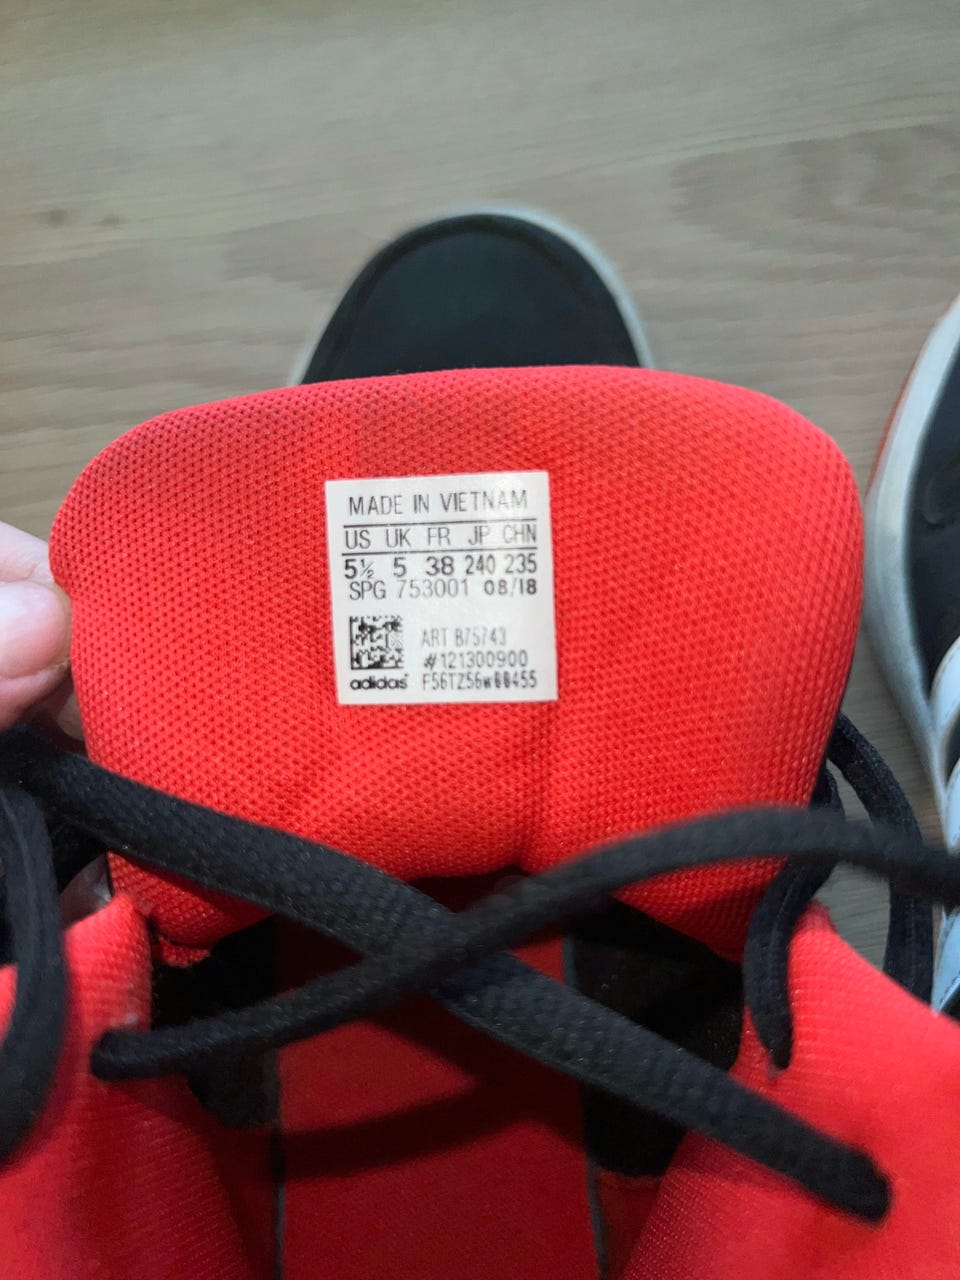 MADE IN VIETNAM
US UK FR JP CHN
5½ 5 38 240 235
SPG 753001 08/18
ART B75743
#121300900
adidas F56TZ56W00455